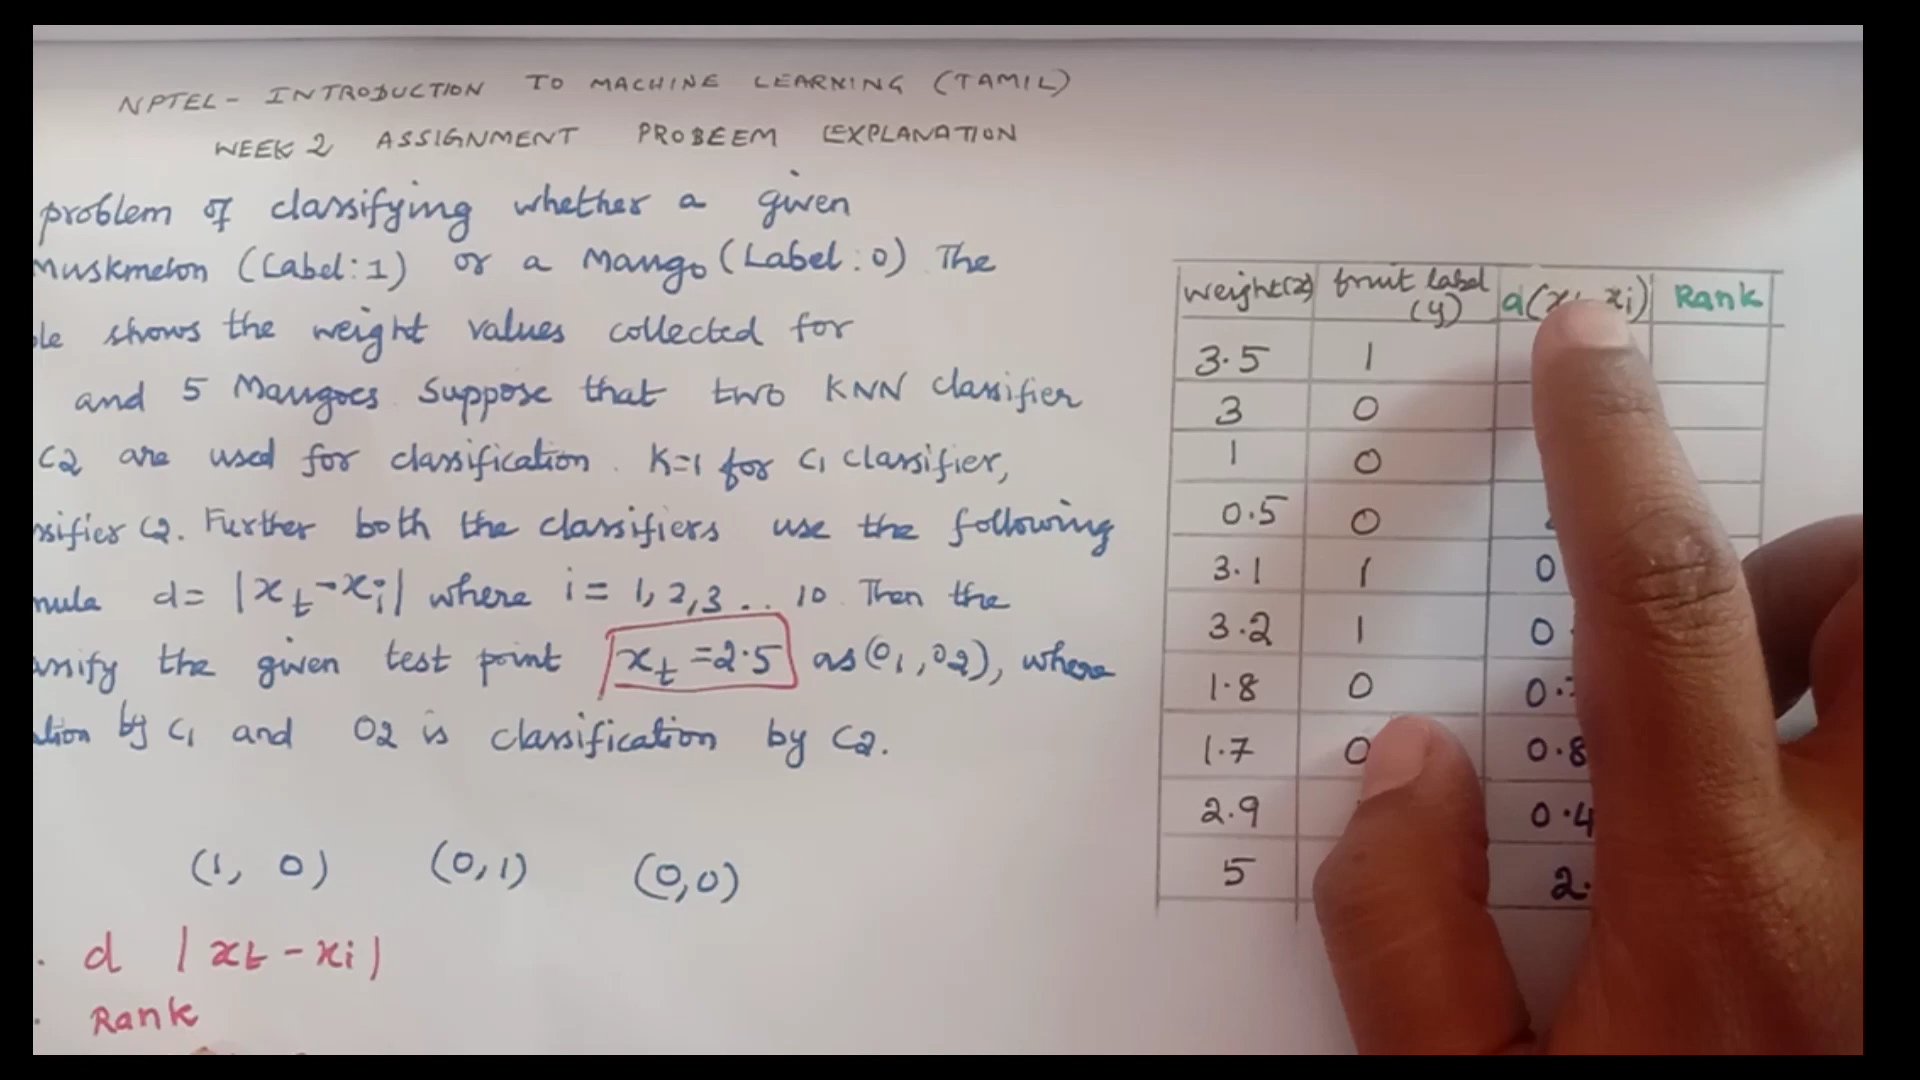 NPTEL - INTRODUCTION TO MACHINE LEARNING (TAMIL)
WEEK 2 ASSIGNMENT PROBEEM EXPLANATION
problem of classifying whether a given
Muskmelon (Label:1) or a Mango (Label:0) The
le shows the weight values collected for
and 5 Mangoes Suppose that two KNN classifier
C2 are used for classification. K=1 for C1 classifier,
sifier C2. Further both the classifiers use the following
mula d= |xt-xi| where i= 1,2,3... 10 Then the
assify the given test point xt=2.5 as (O1,O2), where
ation by C1 and O2 is classification by C2.
(1, 0) (0,1) (0,0)
. d |xt-xi|
. Rank
weight(x) fruit label (y) d( xi) Rank
3.5 1
3 0
1 0
0.5 0
3.1 1 0
3.2 1 0.
1.8 0 0.
1.7 0 0.8
2.9 0.4
5 2.